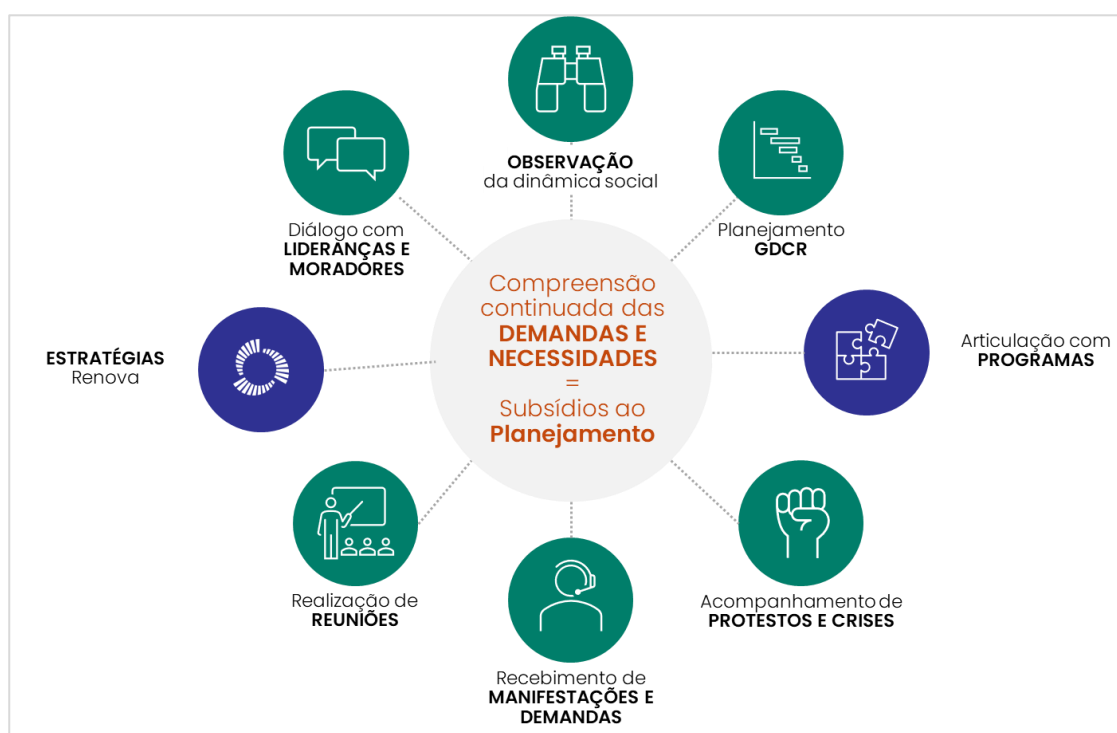 OBSERVAÇÃO
da dinâmica social
Diálogo com
LIDERANÇAS E
MORADORES
Planejamento
GDCR
Compreensão
continuada das
DEMANDAS E
NECESSIDADES
=
Subsídios ao
Planejamento
ESTRATÉGIAS
Renova
Articulação com
PROGRAMAS
Realização de
REUNIÕES
Acompanhamento de
PROTESTOS E CRISES
Recebimento de
MANIFESTAÇÕES E
DEMANDAS